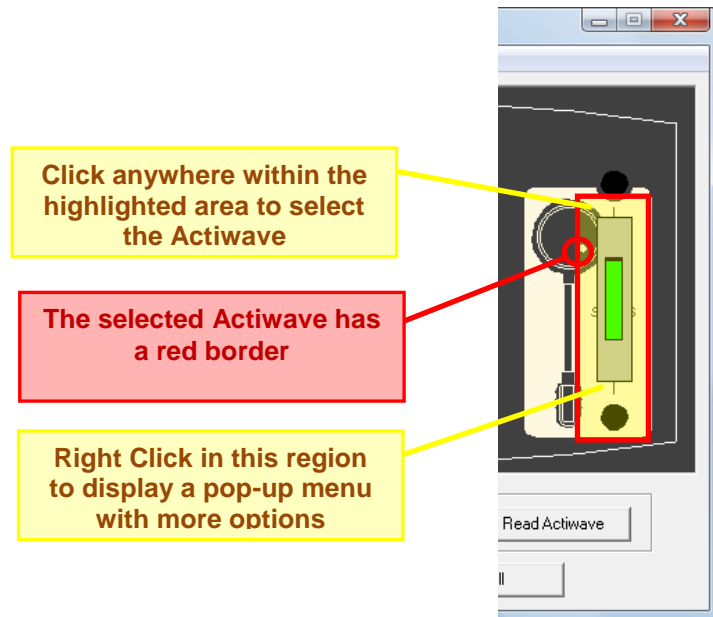 Click anywhere within the
highlighted area to select
the Actiwave
The selected Actiwave has
a red border
Right Click in this region
to display a pop-up menu
with more options
Read Actiwave